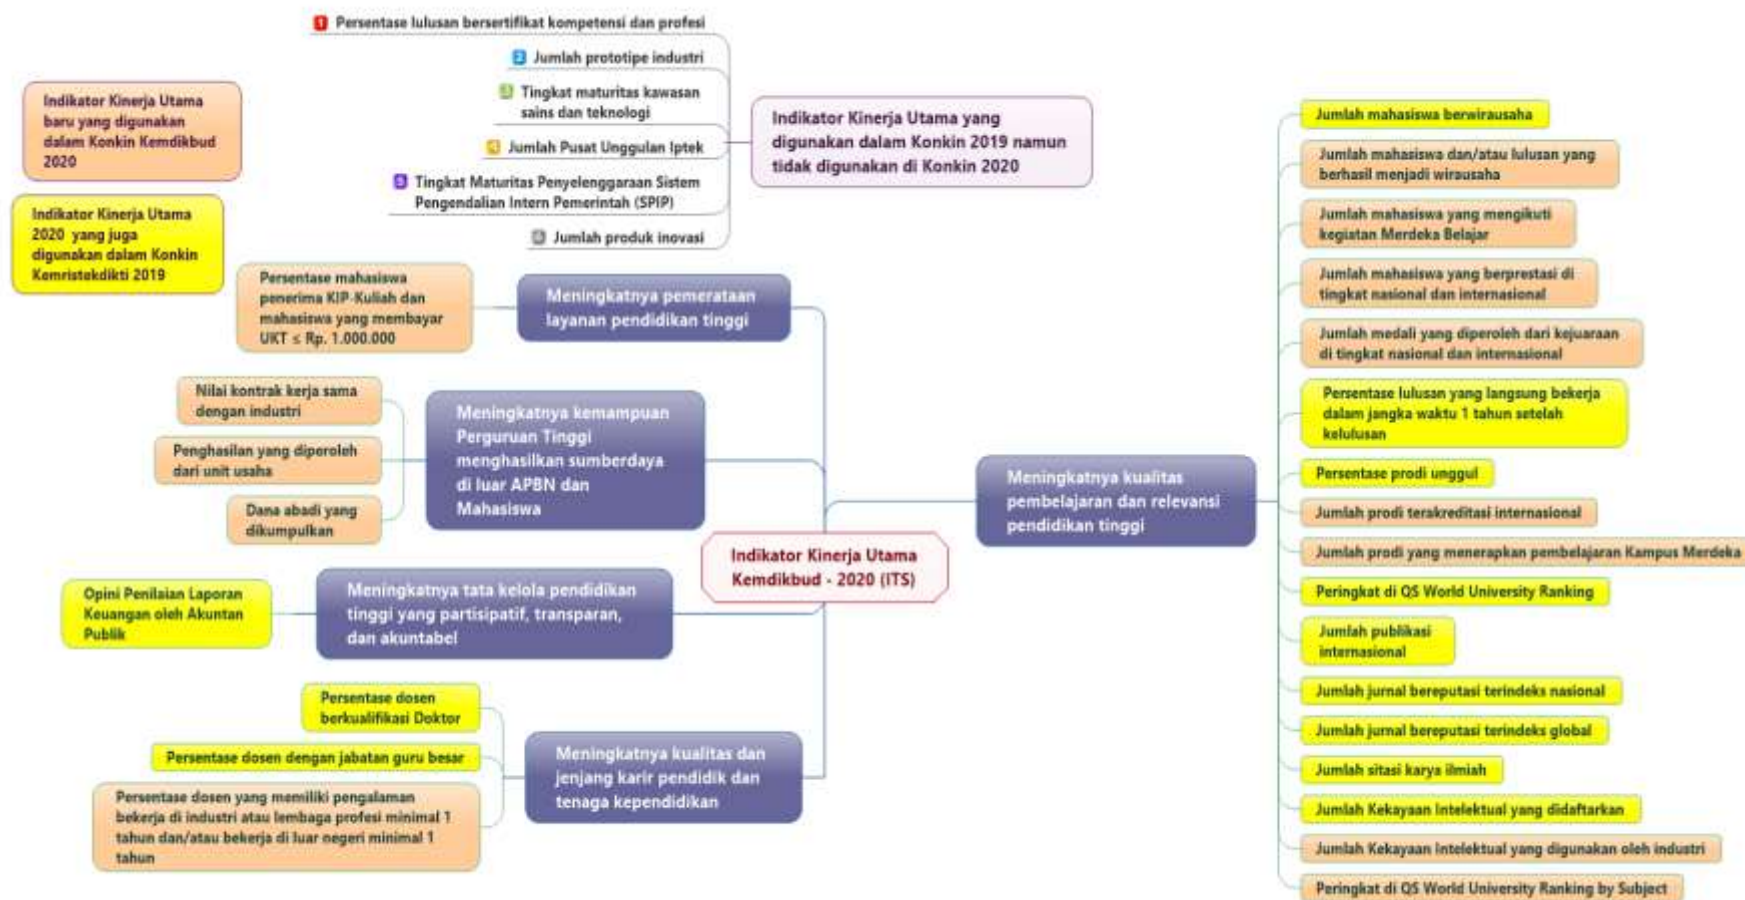 1 Persentase lulusan bersertifikat kompetensi dan profesi
2 Jumlah prototipe industri
3 Tingkat maturitas kawasan
sains dan teknologi
4 Jumlah Pusat Unggulan Iptek
5 Tingkat Maturitas Penyelenggaraan Sistem
Pengendalian Intern Pemerintah (SPIP)
6 Jumlah produk inovasi
Indikator Kinerja Utama yang
digunakan dalam Konkin 2019 namun
tidak digunakan di Konkin 2020
Indikator Kinerja Utama
baru yang digunakan
dalam Konkin Kemdikbud
2020
Indikator Kinerja Utama
2020 yang juga
digunakan dalam Konkin
Kemristekdikti 2019
Persentase mahasiswa
penerima KIP-Kuliah dan
mahasiswa yang membayar
UKT ≤ Rp. 1.000.000
Meningkatnya pemerataan
layanan pendidikan tinggi
Nilai kontrak kerja sama
dengan industri
Penghasilan yang diperoleh
dari unit usaha
Dana abadi yang
dikumpulkan
Meningkatnya kemampuan
Perguruan Tinggi
menghasilkan sumberdaya
di luar APBN dan
Mahasiswa
Opini Penilaian Laporan
Keuangan oleh Akuntan
Publik
Meningkatnya tata kelola pendidikan
tinggi yang partisipatif, transparan,
dan akuntabel
Persentase dosen
berkualifikasi Doktor
Persentase dosen dengan jabatan guru besar
Persentase dosen yang memiliki pengalaman
bekerja di industri atau lembaga profesi minimal 1
tahun dan/atau bekerja di luar negeri minimal 1
tahun
Meningkatnya kualitas dan
jenjang karir pendidik dan
tenaga kependidikan
Indikator Kinerja Utama
Kemdikbud - 2020 (ITS)
Meningkatnya kualitas
pembelajaran dan relevansi
pendidikan tinggi
Jumlah mahasiswa berwirausaha
Jumlah mahasiswa dan/atau lulusan yang
berhasil menjadi wirausaha
Jumlah mahasiswa yang mengikuti
kegiatan Merdeka Belajar
Jumlah mahasiswa yang berprestasi di
tingkat nasional dan internasional
Jumlah medali yang diperoleh dari kejuaraan
di tingkat nasional dan internasional
Persentase lulusan yang langsung bekerja
dalam jangka waktu 1 tahun setelah
kelulusan
Persentase prodi unggul
Jumlah prodi terakreditasi internasional
Jumlah prodi yang menerapkan pembelajaran Kampus Merdeka
Peringkat di QS World University Ranking
Jumlah publikasi
internasional
Jumlah jurnal bereputasi terindeks nasional
Jumlah jurnal bereputasi terindeks global
Jumlah sitasi karya ilmiah
Jumlah Kekayaan Intelektual yang didaftarkan
Jumlah Kekayaan Intelektual yang digunakan oleh industri
Peringkat di QS World University Ranking by Subject